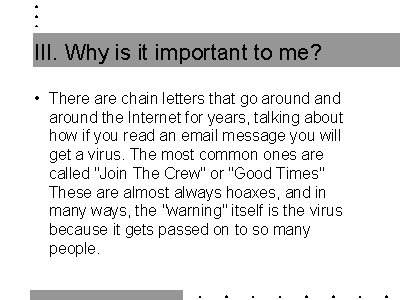 III. Why is it important to me?
• There are chain letters that go around and
around the Internet for years, talking about
how if you read an email message you will
get a virus. The most common ones are
called "Join The Crew" or "Good Times"
These are almost always hoaxes, and in
many ways, the "warning" itself is the virus
because it gets passed on to so many
people.